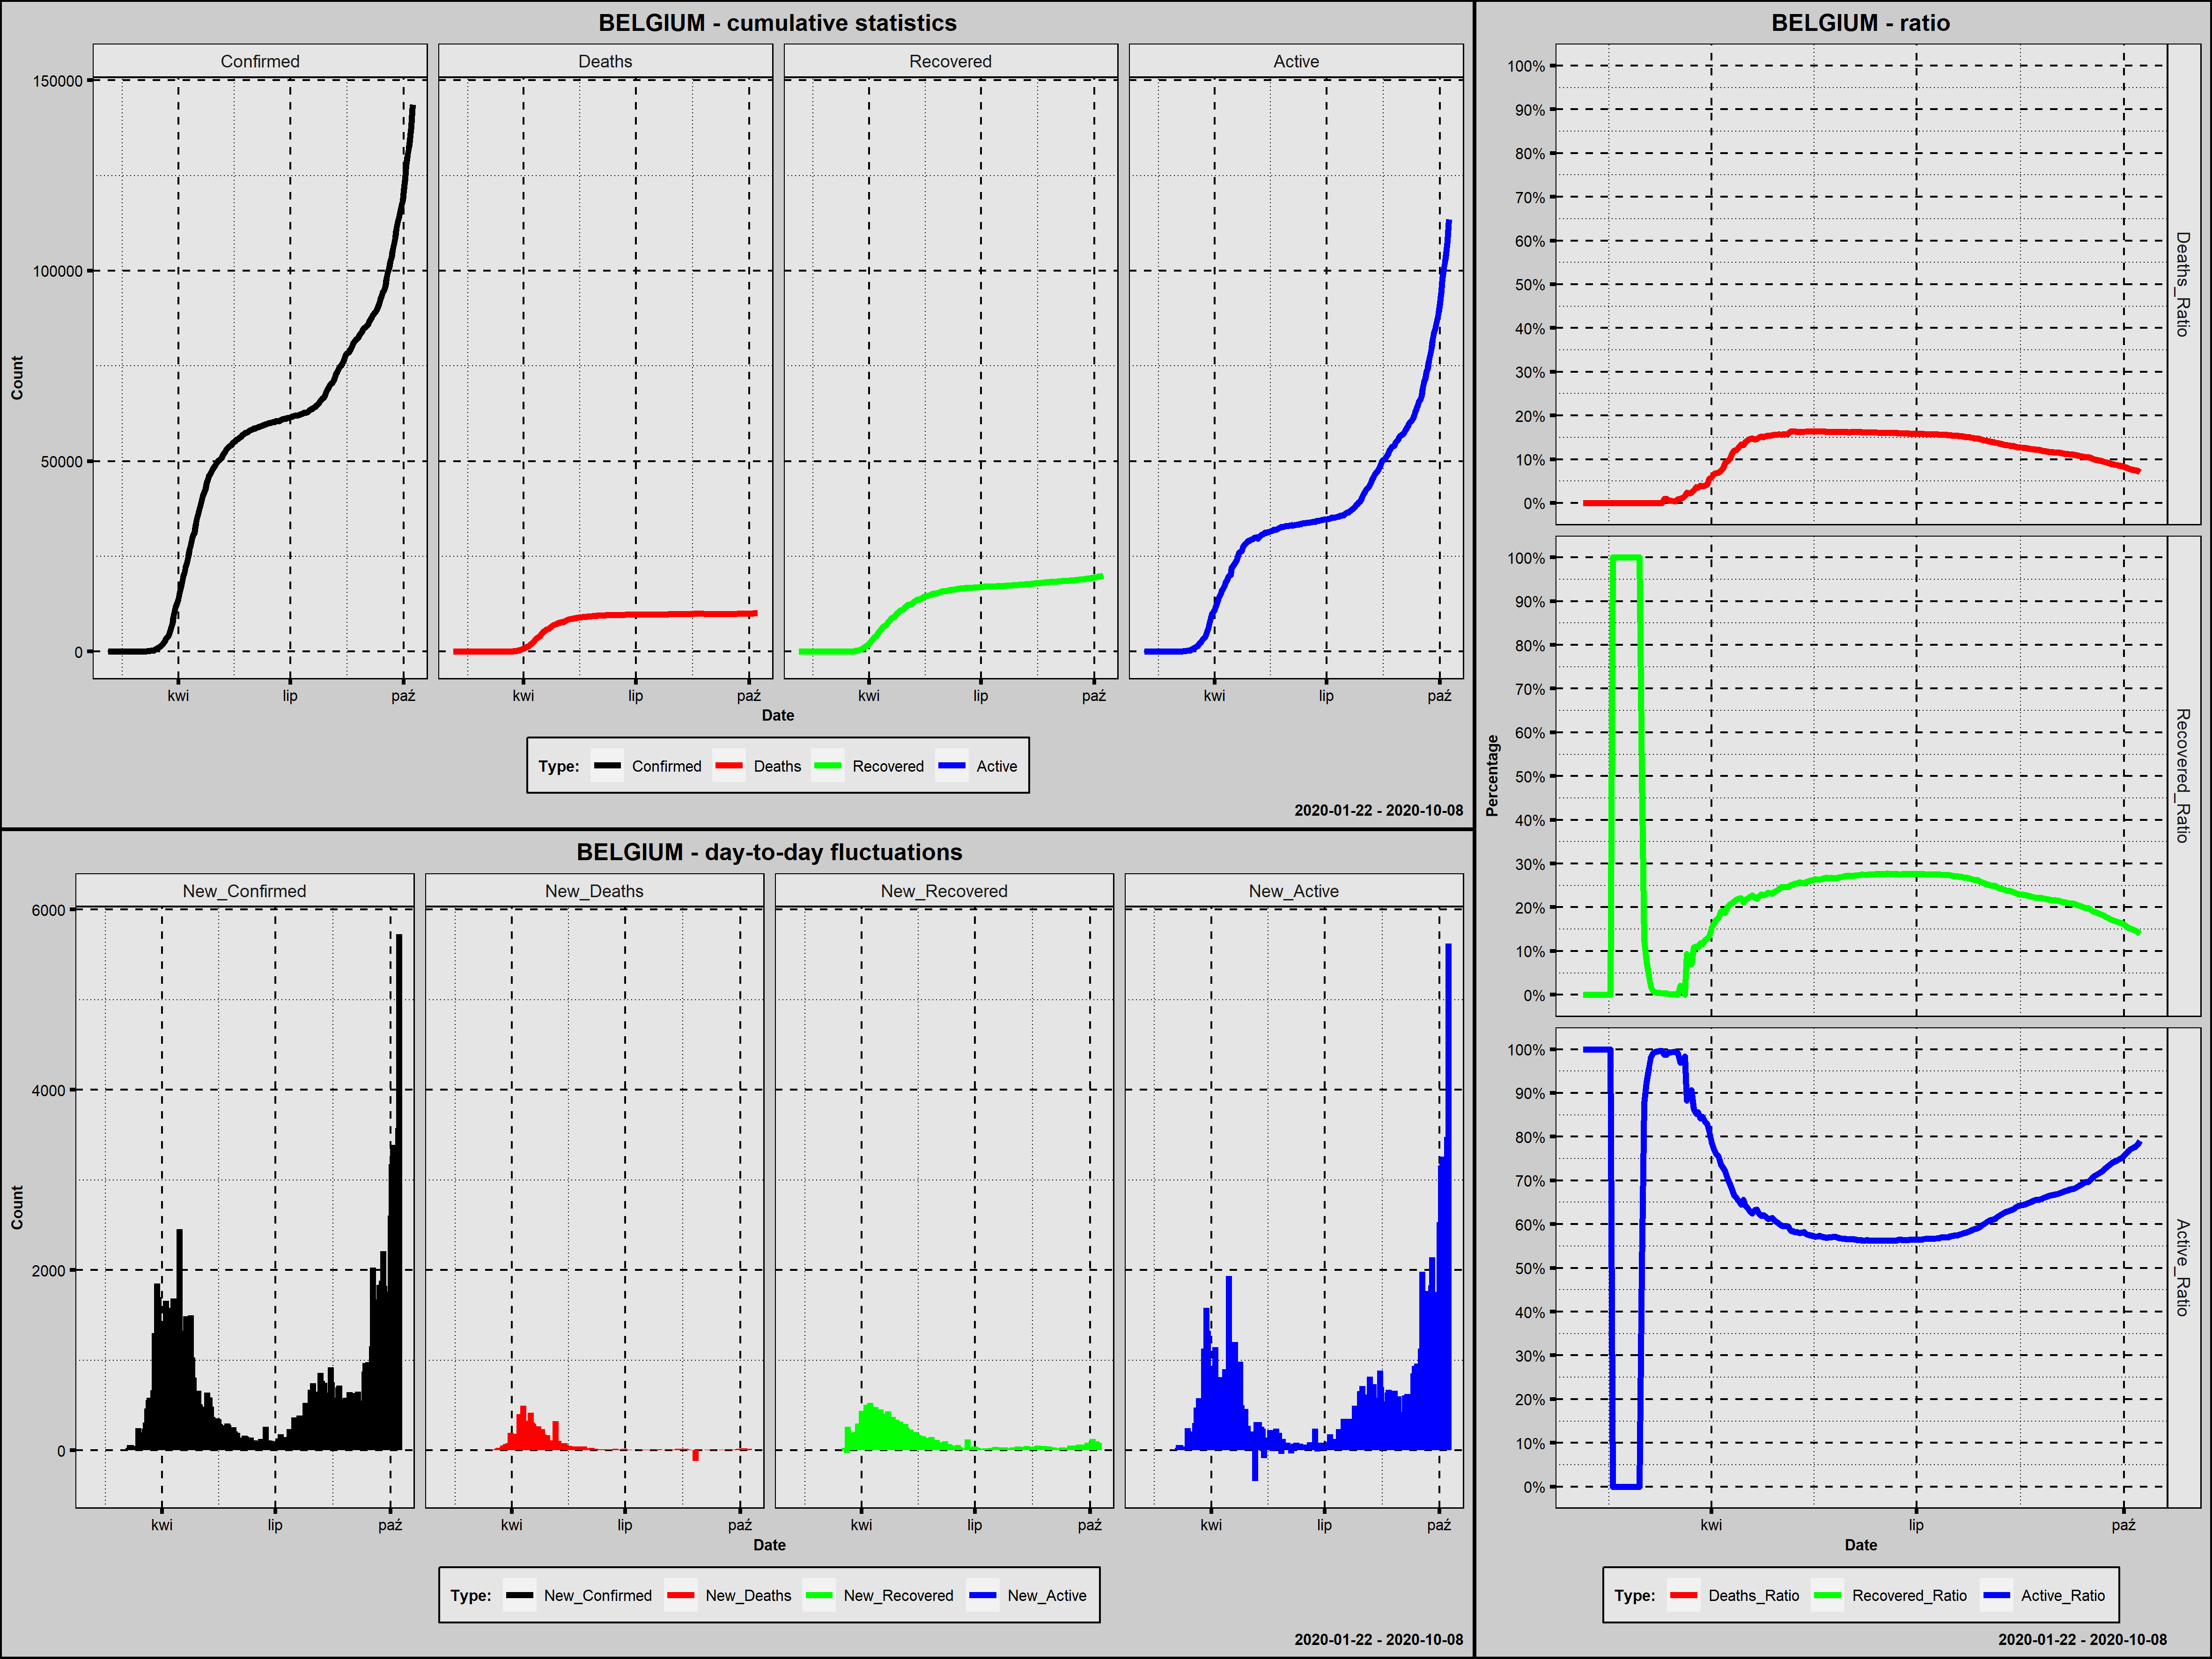 BELGIUM - cumulative statistics
Confirmed Deaths Recovered Active
Count
150000
100000
50000
0
kwi lip paź kwi lip paź kwi lip paź kwi lip paź
Date
Type: Confirmed Deaths Recovered Active
2020-01-22 - 2020-10-08
BELGIUM - day-to-day fluctuations
New_Confirmed New_Deaths New_Recovered New_Active
Count
6000
4000
2000
0
kwi lip paź kwi lip paź kwi lip paź kwi lip paź
Date
Type: New_Confirmed New_Deaths New_Recovered New_Active
2020-01-22 - 2020-10-08
BELGIUM - ratio
Percentage
100%
90%
80%
70%
60%
50%
40%
30%
20%
10%
0%
Deaths_Ratio
100%
90%
80%
70%
60%
50%
40%
30%
20%
10%
0%
Recovered_Ratio
100%
90%
80%
70%
60%
50%
40%
30%
20%
10%
0%
Active_Ratio
kwi lip paź
Date
Type: Deaths_Ratio Recovered_Ratio Active_Ratio
2020-01-22 - 2020-10-08